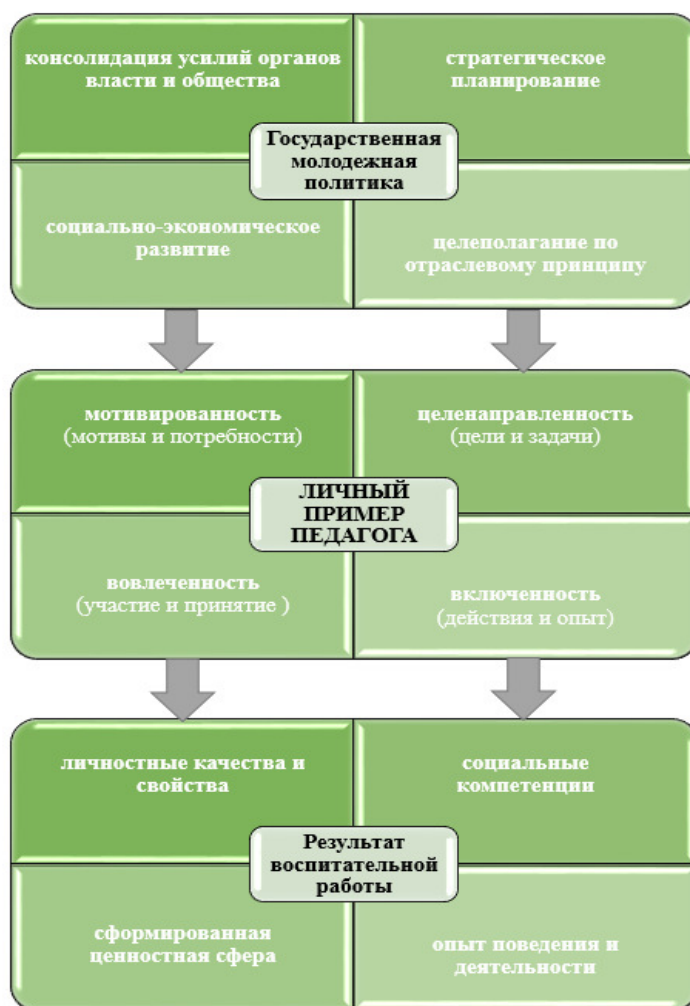 консолидация усилий органов
власти и общества
стратегическое
планирование
Государственная
молодежная
политика
социально-экономическое
развитие
целеполагание по
отраслевому принципу
мотивированность
(мотивы и потребности)
целенаправленность
(цели и задачи)
ЛИЧНЫЙ
ПРИМЕР
ПЕДАГОГА
вовлеченность
(участие и принятие )
включенность
(действия и опыт)
личностные качества и
свойства
социальные
компетенции
Результат
воспитательной
работы
сформированная
ценностная сфера
опыт поведения и
деятельности